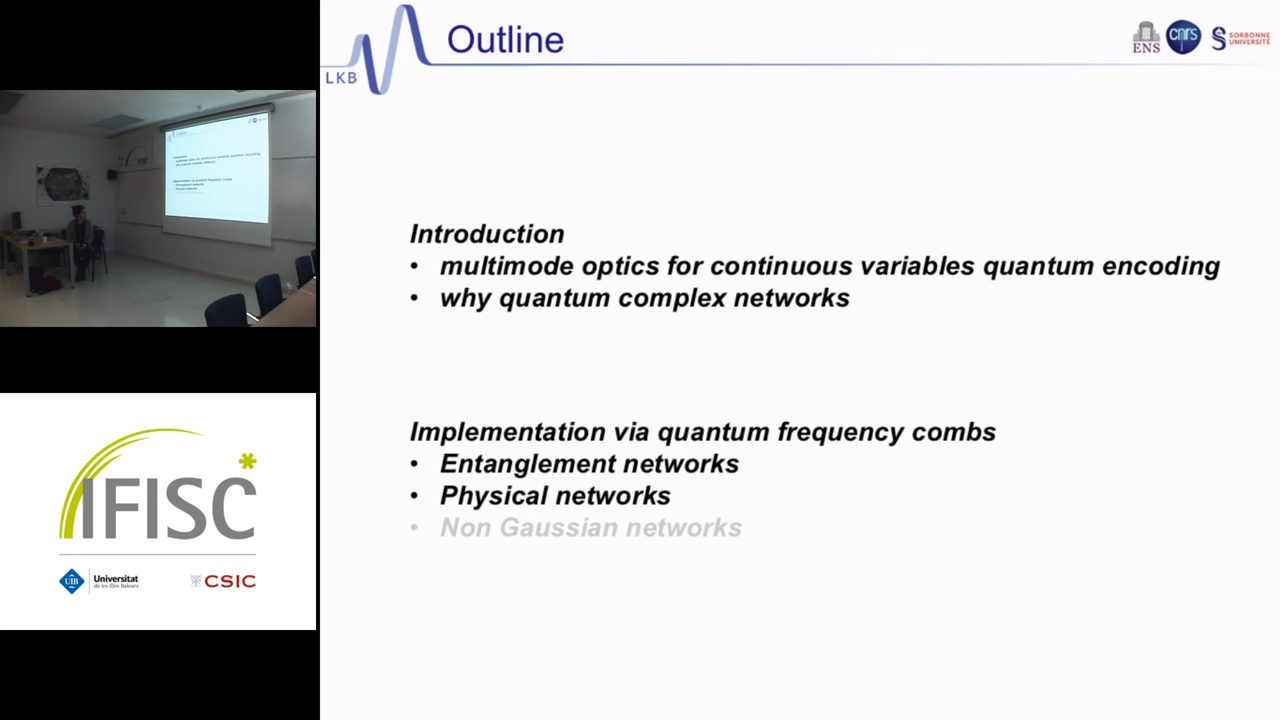 Outline
LKB
ENS
cnrs
SORBONNE
UNIVERSITÉ
Introduction
• multimode optics for continuous variables quantum encoding
• why quantum complex networks
Implementation via quantum frequency combs
• Entanglement networks
• Physical networks
• Non Gaussian networks
IFISC
UIB
Universitat
de les Illes Balears
CSIC